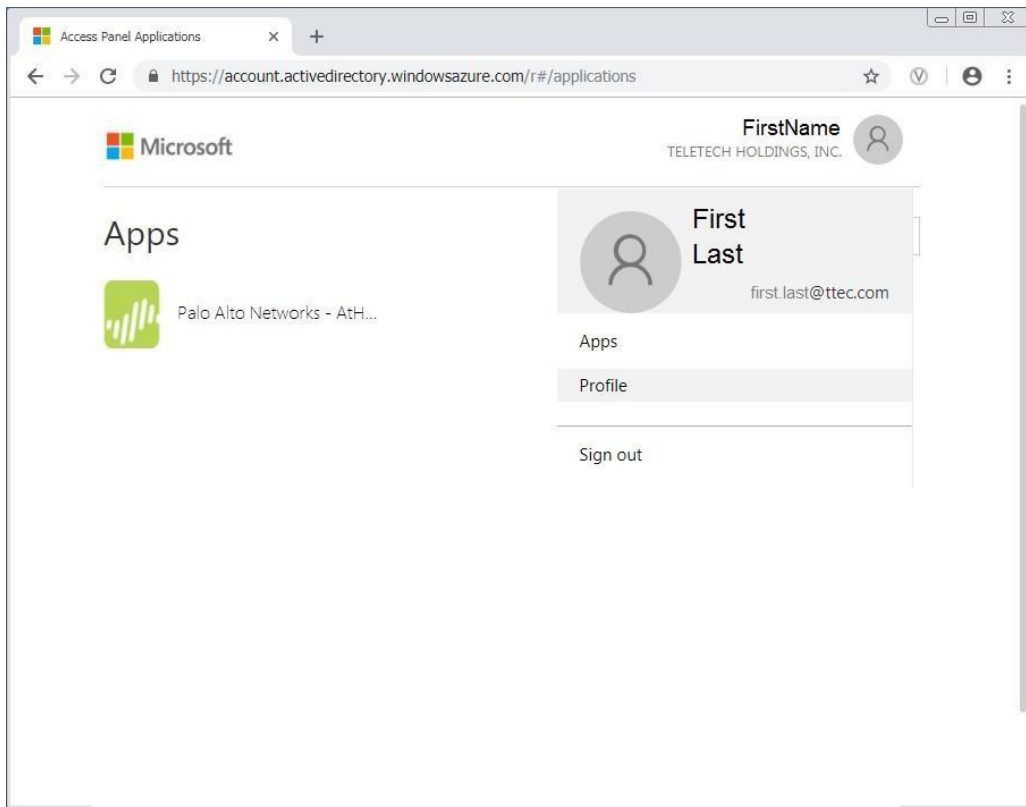 Access Panel Applications
https://account.activedirectory.windowsazure.com/r#/applications
Microsoft
FirstName
TELETECH HOLDINGS, INC.
Apps
Palo Alto Networks - AtH...
First
Last
first.last@ttec.com
Apps
Profile
Sign out